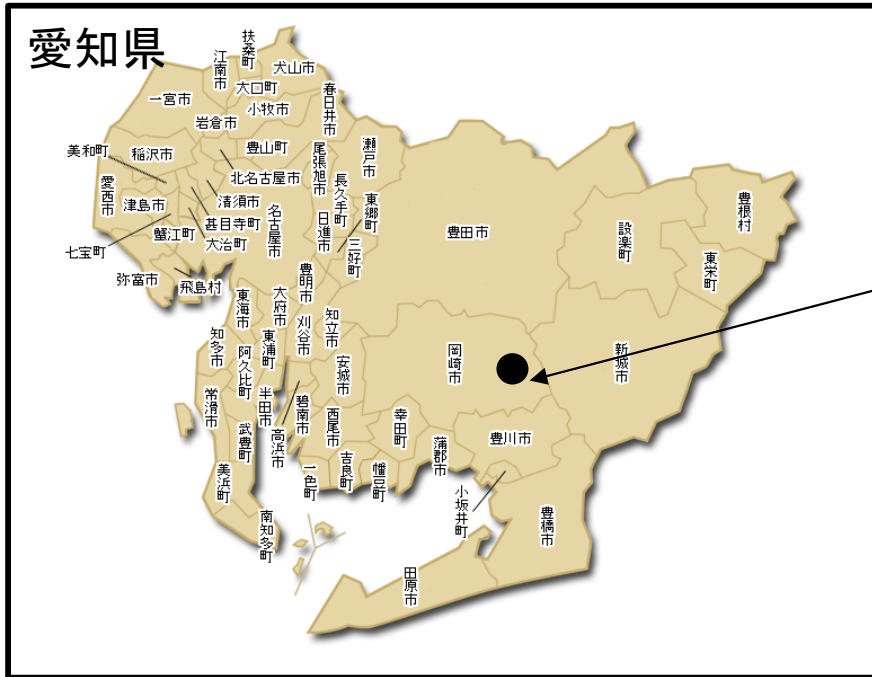 愛知県
扶桑町
江南市
犬山市
大口町
一宮市
小牧市
春日井市
岩倉市
美和町
稲沢市
豊山町
尾張旭市
瀬戸市
北名古屋市
愛西市
津島市
清須市
長久手町
東郷町
甚目寺町
名古屋市
日進市
七宝町
蟹江町
大治町
三好町
豊田市
設楽町
豊根村
東栄町
弥富市
飛島村
豊明市
東海市
大府市
刈谷市
知立市
知多市
阿久比町
東浦町
安城市
岡崎市
新城市
常滑市
半田市
碧南市
西尾市
幸田町
豊川市
武豊町
高浜市
蒲郡市
美浜町
一色町
吉良町
幡豆町
小坂井町
豊橋市
南知多町
田原市